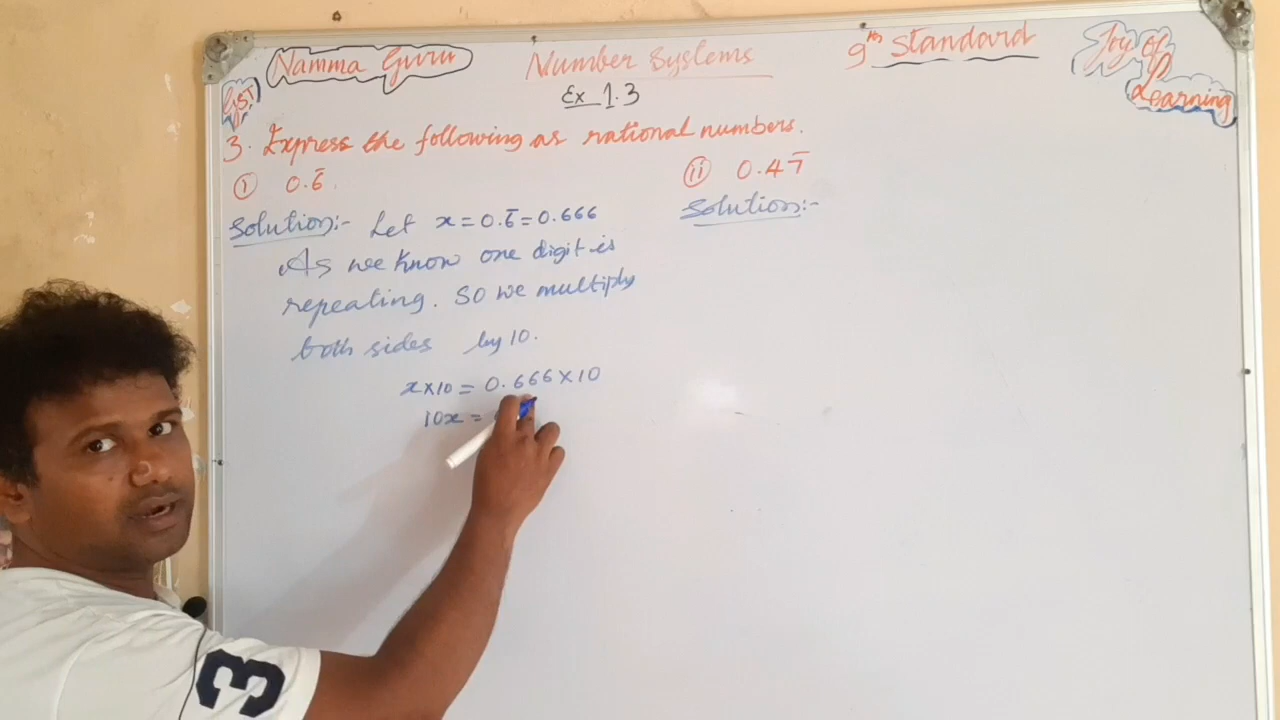 Namma Guru
Number Systems
9th Standard
Joy Of
Learning
Ex 1.3
3. Express the following as rational numbers.
(i) 0.6̅
(ii) 0.47̅
Solution:- Let x = 0.6̅ = 0.666
As we know one digit is
repeating. So we multiply
both sides by 10.
x×10 = 0.666×10
10x =
Solution:-
3